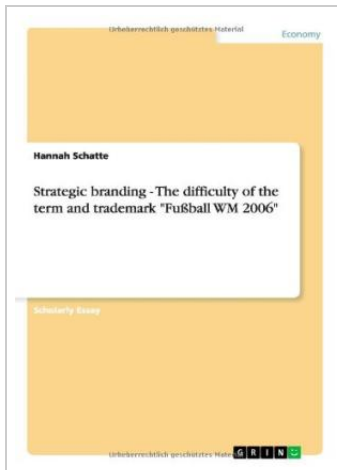 Urheberrechtlich geschütztes Material
Economy
Hannah Schatte
Strategic branding - The difficulty of the
term and trademark "Fußball WM 2006"
Scholarly Essay
Urheberrechtlich geschütztes Material
GRIN